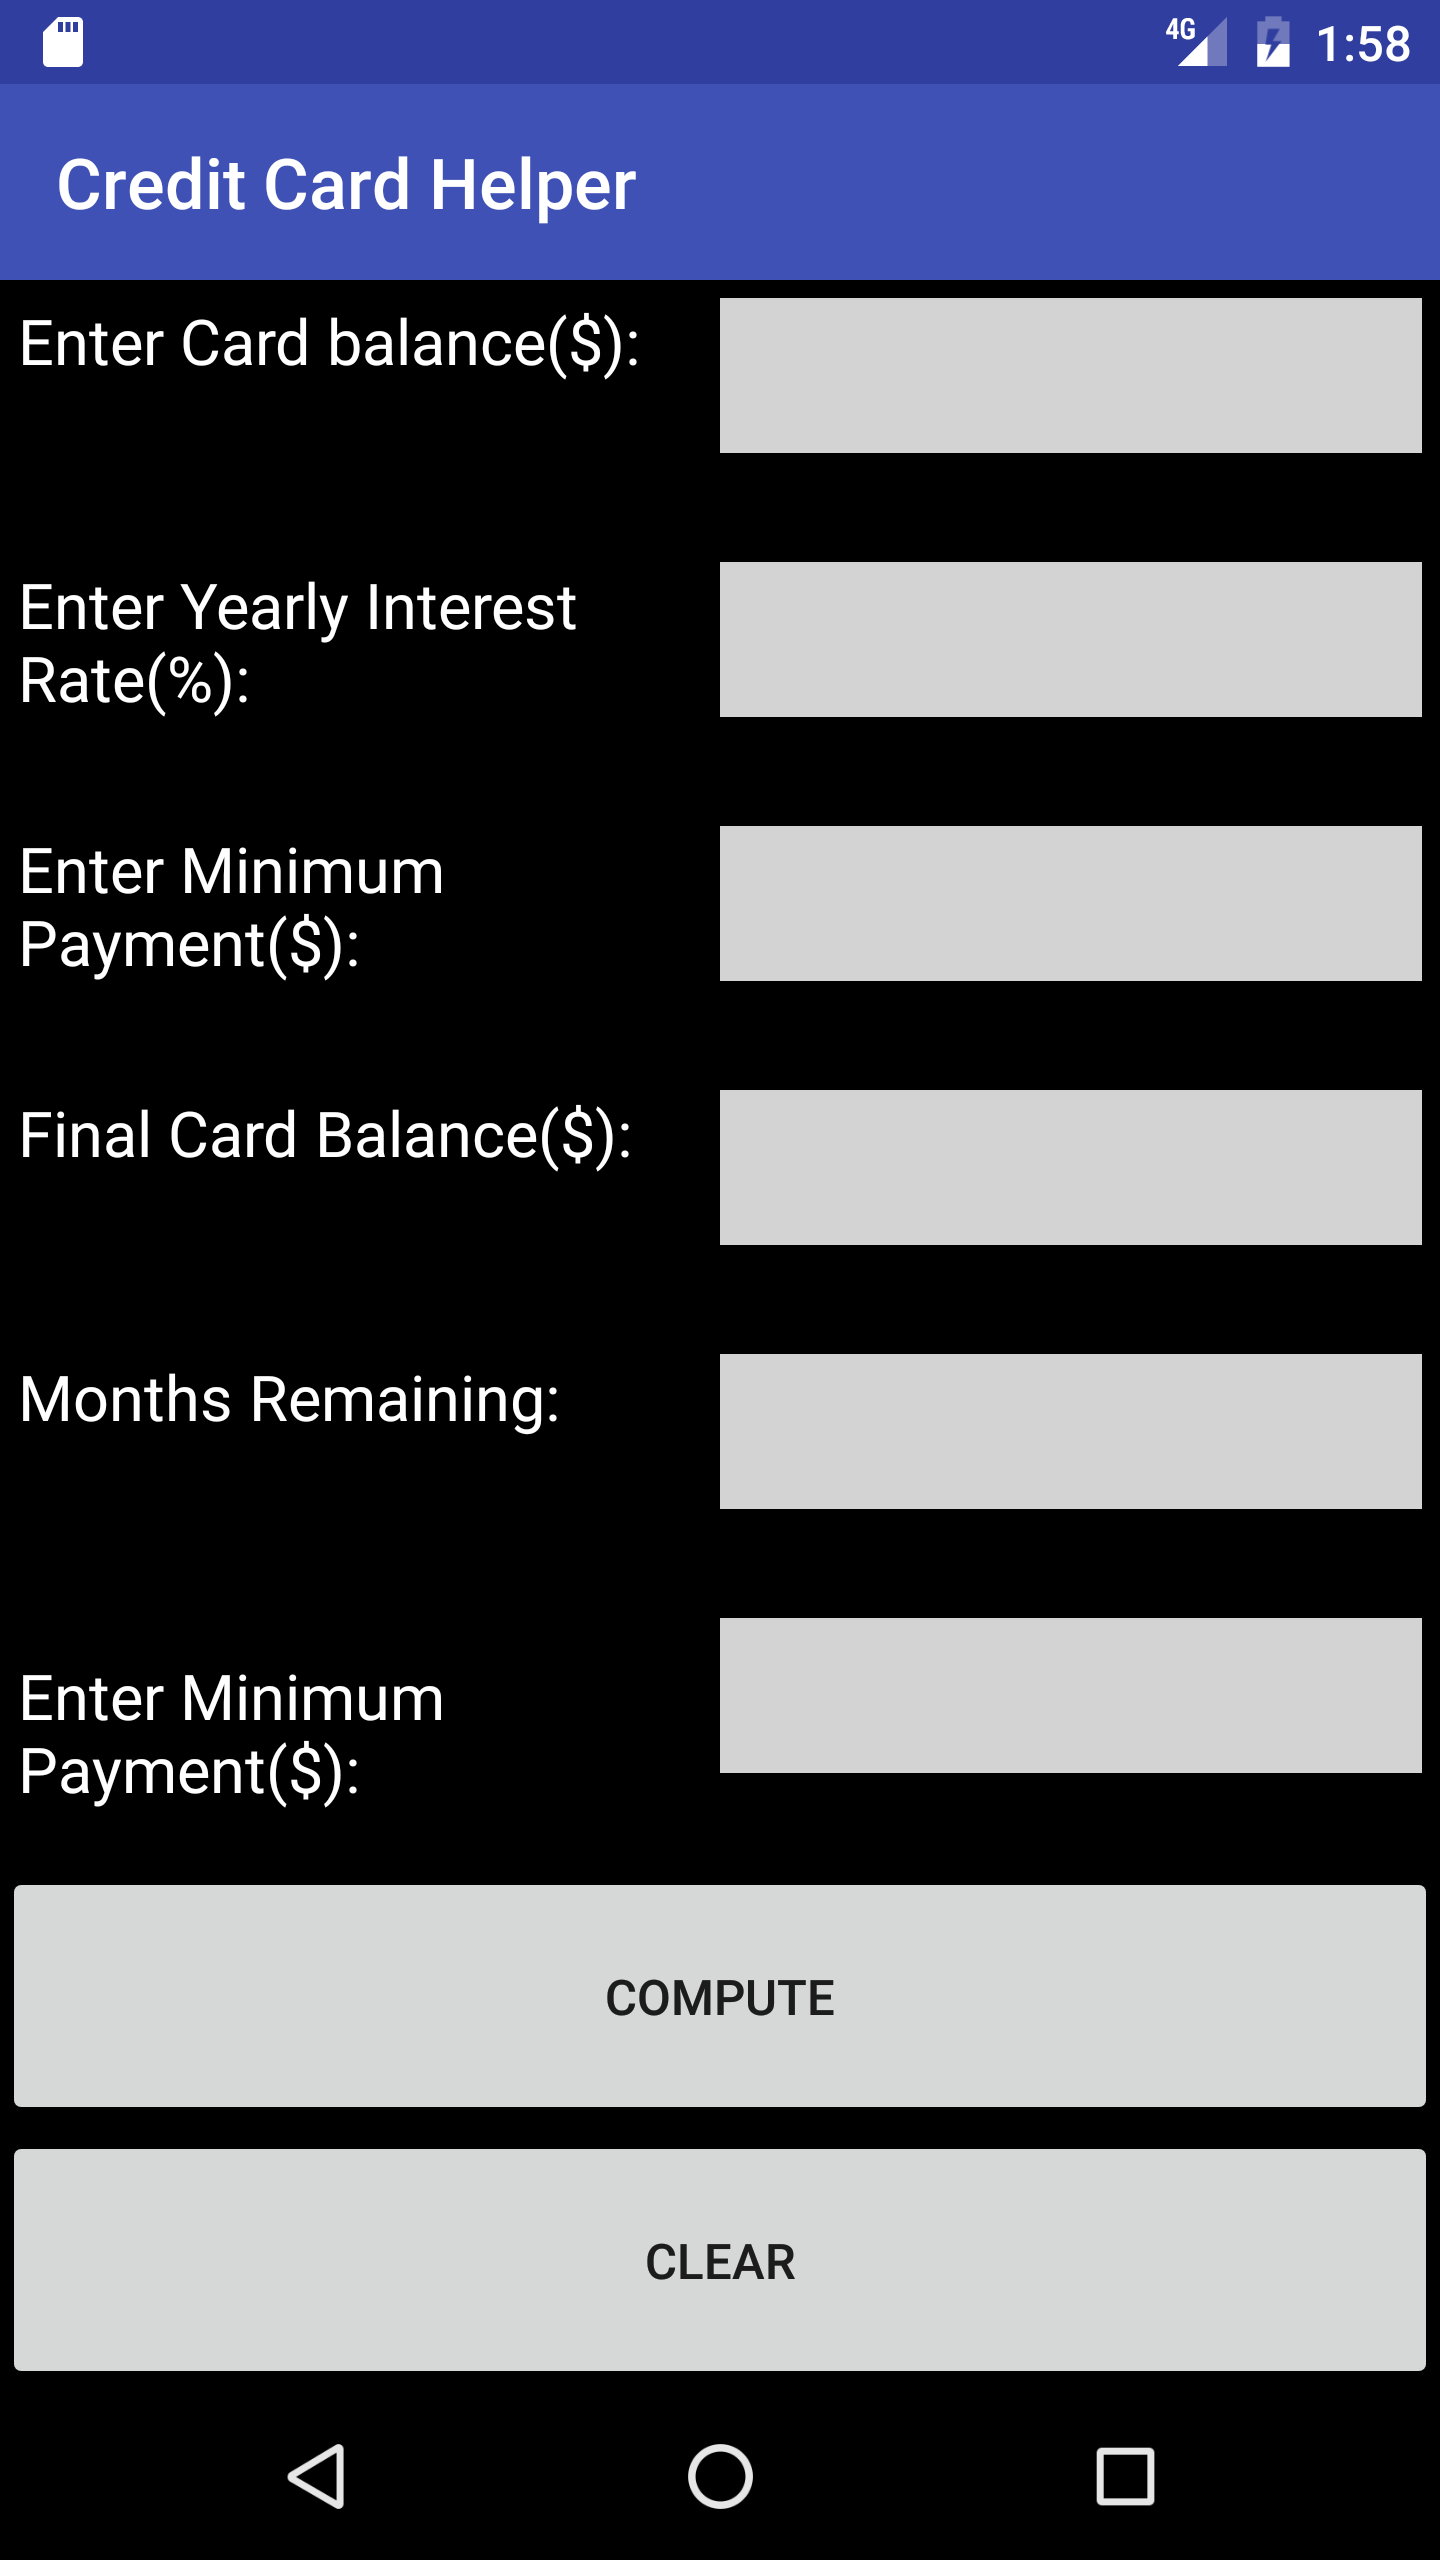 4G 1:58
Credit Card Helper
Enter Card balance($):
Enter Yearly Interest
Rate(%):
Enter Minimum
Payment($):
Final Card Balance($):
Months Remaining:
Enter Minimum
Payment($):
COMPUTE
CLEAR